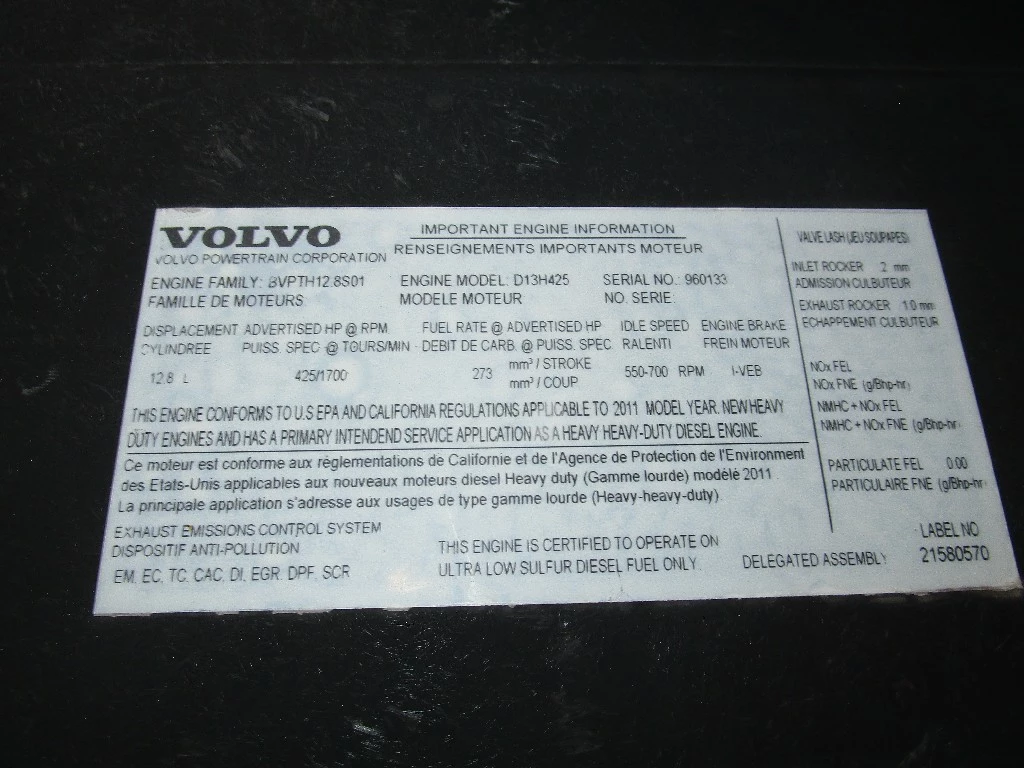 VOLVO
VOLVO POWERTRAIN CORPORATION
IMPORTANT ENGINE INFORMATION
RENSEIGNEMENTS IMPORTANTS MOTEUR
ENGINE FAMILY: BVPTH12.8S01 ENGINE MODEL: D13H425 SERIAL NO.: 960133
FAMILLE DE MOTEURS MODELE MOTEUR NO. SERIE:
DISPLACEMENT ADVERTISED HP @ RPM FUEL RATE @ ADVERTISED HP IDLE SPEED ENGINE BRAKE
CYLINDREE PUISS. SPEC @ TOURS/MIN DEBIT DE CARB. @ PUISS. SPEC. RALENTI FREIN MOTEUR
12.8 L 425/1700 273 mm³ / STROKE 550-700 RPM I-VEB
mm³ / COUP
THIS ENGINE CONFORMS TO U.S EPA AND CALIFORNIA REGULATIONS APPLICABLE TO 2011 MODEL YEAR. NEW HEAVY
DUTY ENGINES AND HAS A PRIMARY INTENDEND SERVICE APPLICATION AS A HEAVY HEAVY-DUTY DIESEL ENGINE.
Ce moteur est conforme aux règlementations de Californie et de l'Agence de Protection de l'Environment
des Etats-Unis applicables aux nouveaux moteurs diesel Heavy duty (Gamme lourde) modélé 2011.
La principale application s'adresse aux usages de type gamme lourde (Heavy-heavy-duty).
EXHAUST EMISSIONS CONTROL SYSTEM
DISPOSITIF ANTI-POLLUTION
EM, EC, TC, CAC, DI, EGR, DPF, SCR
THIS ENGINE IS CERTIFIED TO OPERATE ON
ULTRA LOW SULFUR DIESEL FUEL ONLY.
DELEGATED ASSEMBLY
VALVE LASH (JEU SOUPAPES)
INLET ROCKER 2 mm
ADMISSION CULBUTEUR
EXHAUST ROCKER 1.0 mm
ECHAPPEMENT CULBUTEUR
NOx FEL
NOx FNE (g/Bhp-hr)
NMHC + NOx FEL
NMHC + NOx FNE (g/Bhp-hr)
PARTICULATE FEL 0.00
PARTICULAIRE FNE (g/Bhp-hr)
LABEL NO
21580570